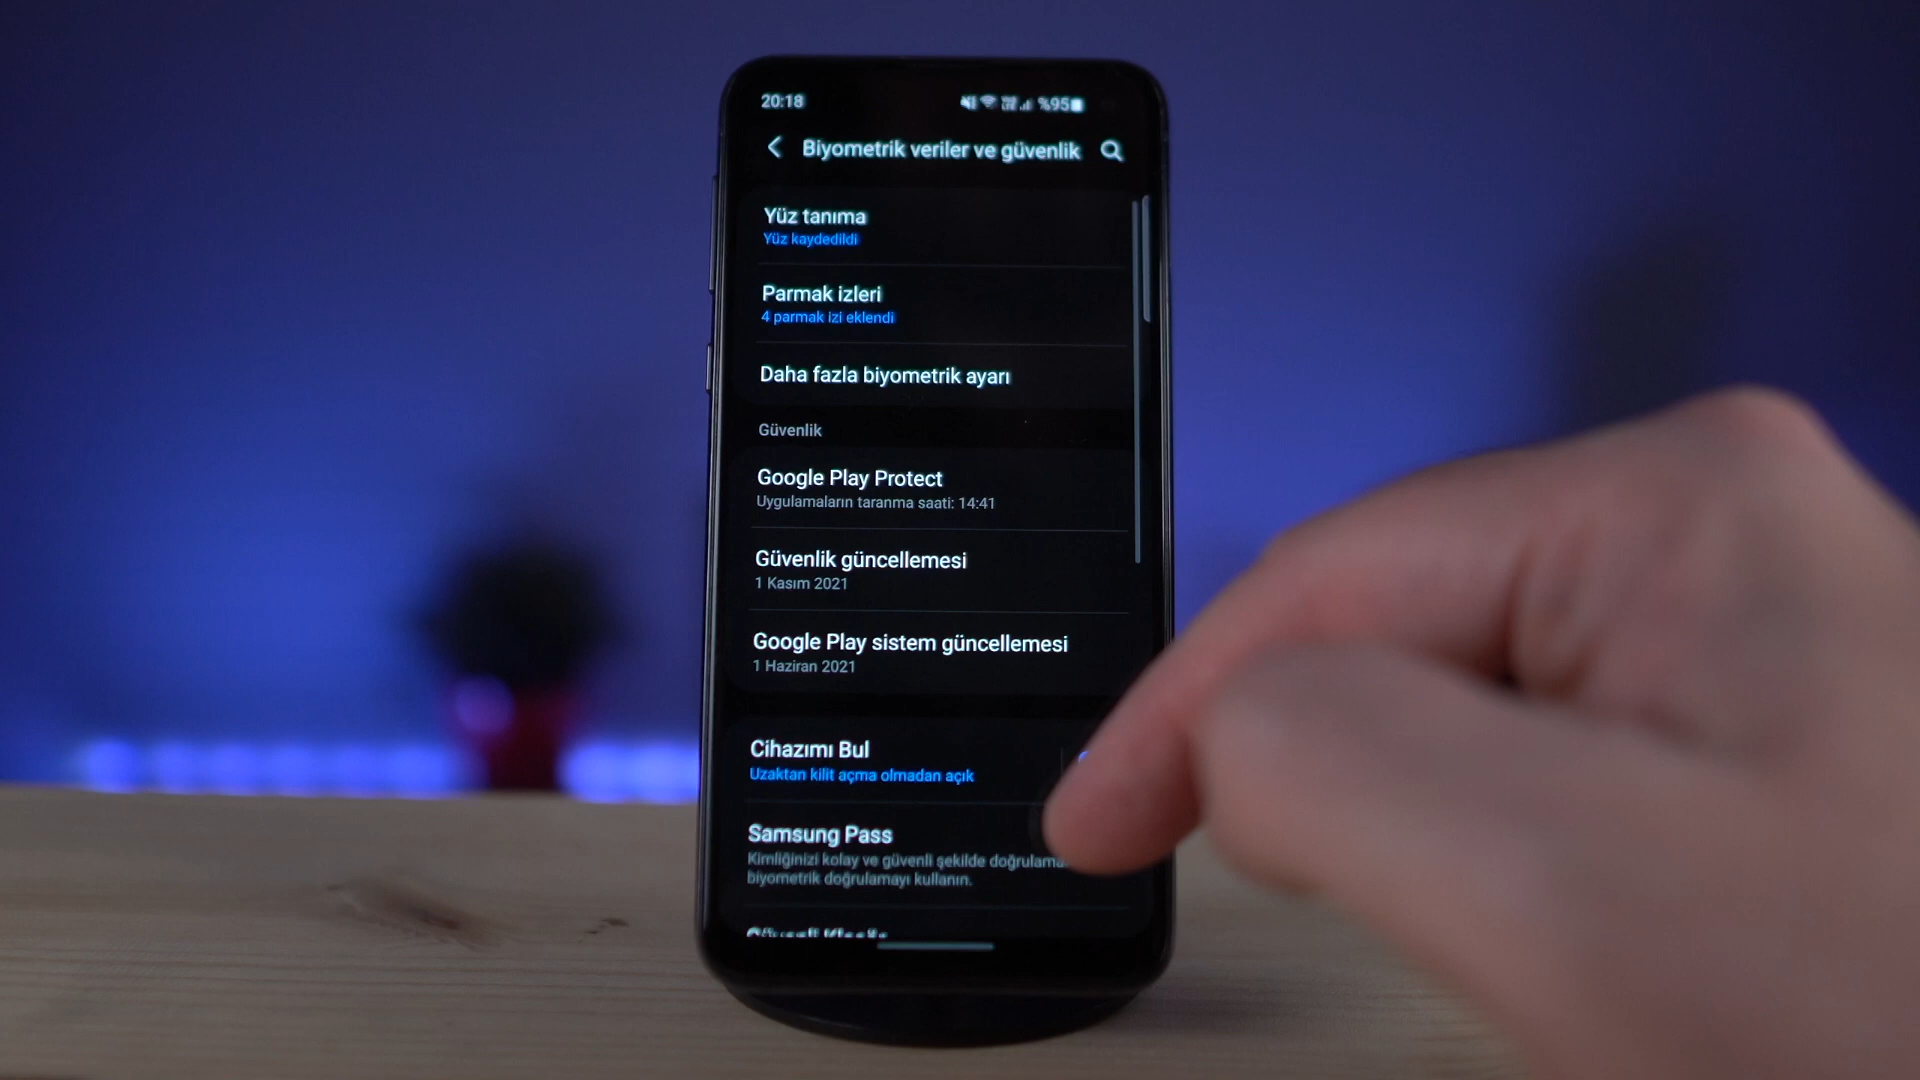 20:18
%95
Biyometrik veriler ve güvenlik
Yüz tanıma
Yüz kaydedildi
Parmak izleri
4 parmak izi eklendi
Daha fazla biyometrik ayarı
Güvenlik
Google Play Protect
Uygulamaların taranma saati: 14:41
Güvenlik güncellemesi
1 Kasım 2021
Google Play sistem güncellemesi
1 Haziran 2021
Cihazımı Bul
Uzaktan kilit açma olmadan açık
Samsung Pass
Kimliğinizi kolay ve güvenli şekilde
biyometrik doğrulamayı kullanın.